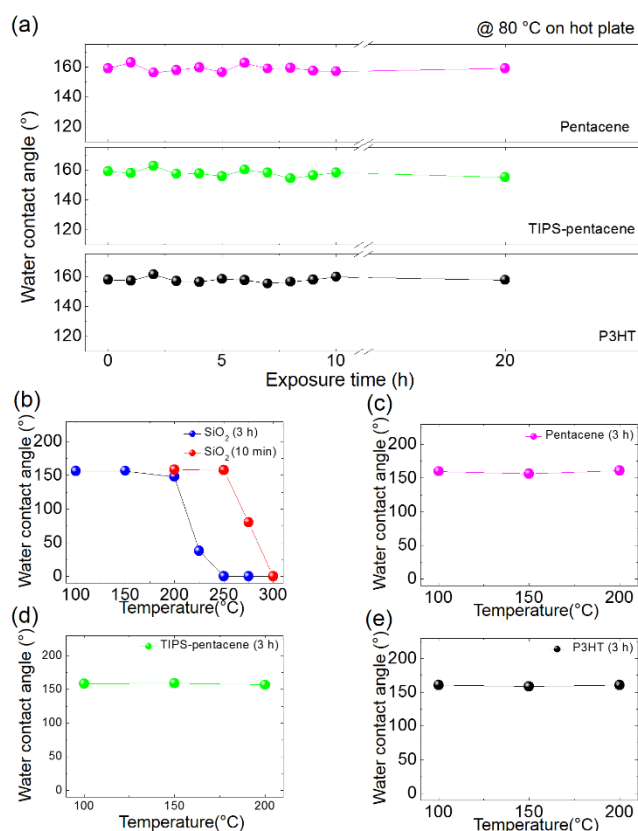 (a)
@ 80 °C on hot plate
160
140
120
Pentacene
160
140
120
TIPS-pentacene
160
140
120
P3HT
Water contact angle (°)
0 5 10 20
Exposure time (h)
(b)
SiO2 (3 h)
SiO2 (10 min)
200
150
100
50
0
Water contact angle (°)
100 150 200 250 300
Temperature(°C)
(c)
Pentacene (3 h)
200
150
100
50
0
Water contact angle (°)
100 150 200
Temperature(°C)
(d)
TIPS-pentacene (3 h)
200
150
100
50
0
Water contact angle (°)
100 150 200
Temperature(°C)
(e)
P3HT (3 h)
200
150
100
50
0
Water contact angle (°)
100 150 200
Temperature(°C)